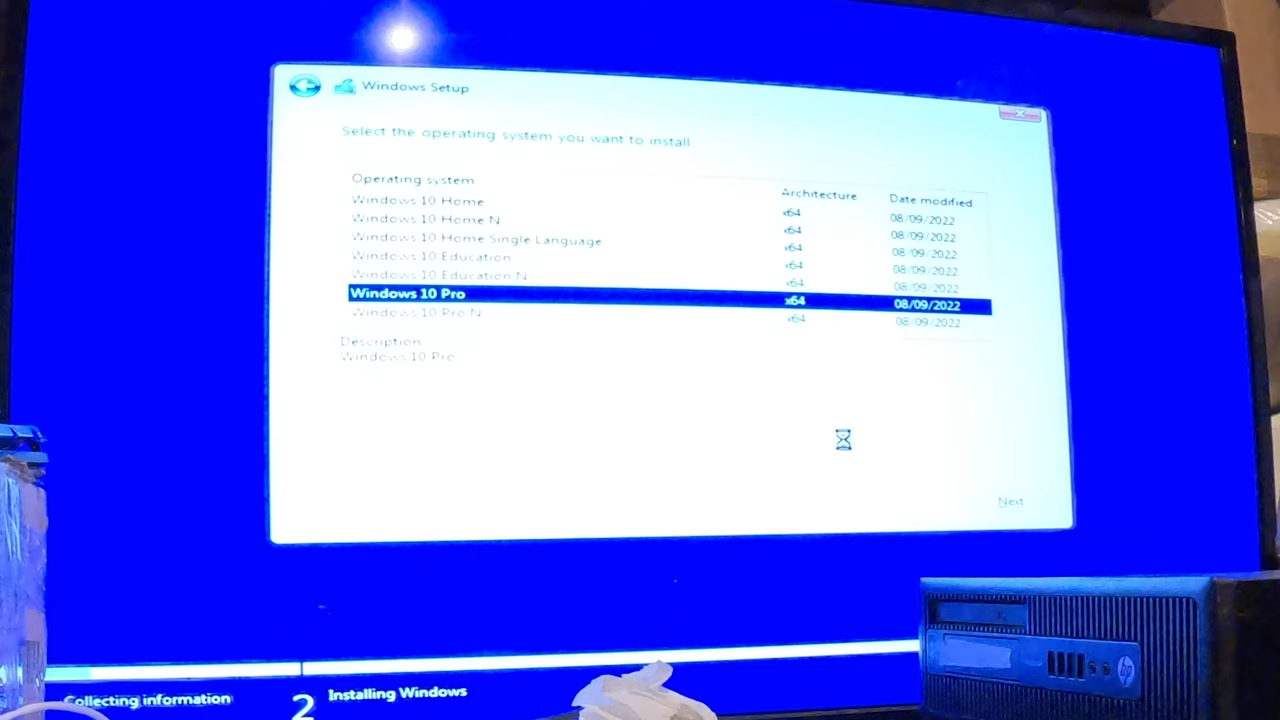 Windows Setup
Select the operating system you want to install
Operating system Architecture Date modified
Windows 10 Home x64 08/09/2022
Windows 10 Home N x64 08/09/2022
Windows 10 Home Single Language x64 08/09/2022
Windows 10 Education x64 08/09/2022
Windows 10 Education N x64 08/09/2022
Windows 10 Pro x64 08/09/2022
Windows 10 Pro N x64 08/09/2022
Description
Windows 10 Pro
Next
Collecting information
2 Installing Windows
hp